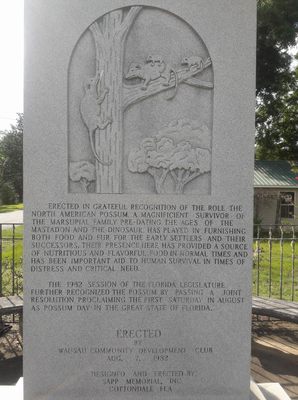 ERECTED IN GRATEFUL RECOGNITION OF THE ROLE THE
NORTH AMERICAN POSSUM, A MAGNIFICIENT SURVIVOR OF
THE MARSUPIAL FAMILY PRE-DATING THE AGES OF THE
MASTADON AND THE DINOSAUR, HAS PLAYED IN FURNISHING
BOTH FOOD AND FUR FOR THE EARLY SETTLERS AND THEIR
SUCCESSORS. THEIR PRESENCE HERE HAS PROVIDED A SOURCE
OF NUTRITIOUS AND FLAVORFUL FOOD IN NORMAL TIMES AND
HAS BEEN IMPORTANT AID TO HUMAN SURVIVAL IN TIMES OF
DISTRESS AND CRITICAL NEED.
THE 1982 SESSION OF THE FLORIDA LEGISLATURE
FURTHER RECOGNIZED THE POSSUM BY PASSING A JOINT
RESOLUTION PROCLAIMING THE FIRST SATURDAY IN AUGUST
AS POSSUM DAY IN THE GREAT STATE OF FLORIDA.
ERECTED
BY
WAUSAU COMMUNITY DEVELOPMENT CLUB
AUG. 7, 1982
DESIGNED AND ERECTED BY
SAPP MEMORIAL, INC.
COTTONDALE FLA